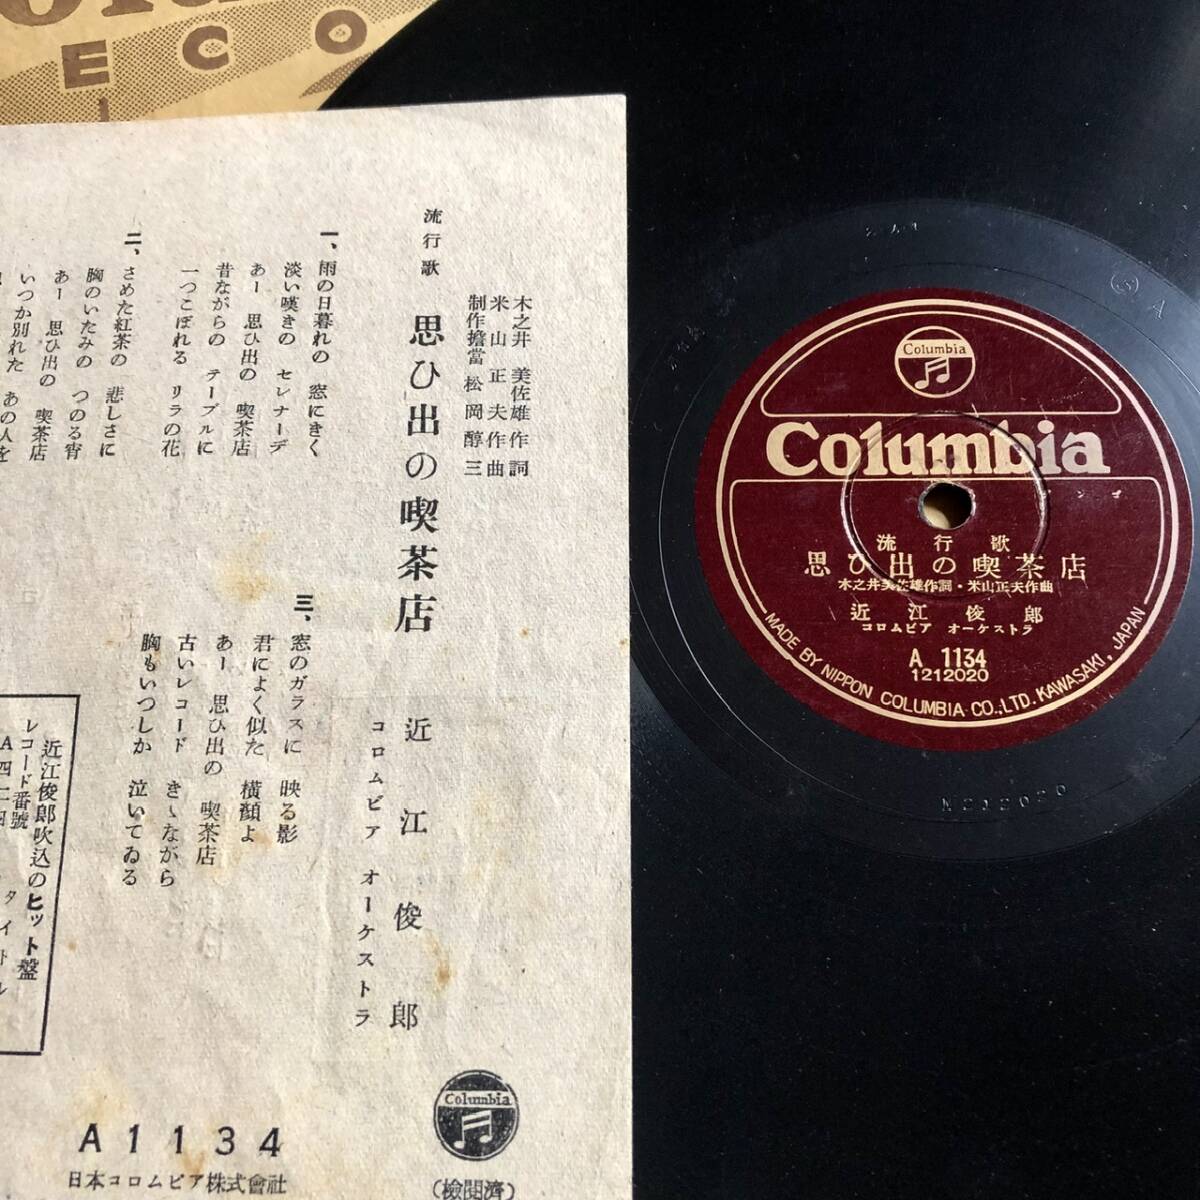 ECO
流行歌
思ひ出の喫茶店
木之井 美佐雄作詞
米山正夫作曲
制作擔當 松岡醇三
近江俊郎
コロムビア オーケストラ
一、雨の日暮れの 窓にきく
淡い嘆きの セレナーデ
あー 思ひ出の 喫茶店
昔ながらの テーブルに
一つこぼれる リラの花
二、さめた紅茶の 悲しさに
胸のいたみの つのる宵
あー 思ひ出の 喫茶店
いつか別れた あの人を
三、窓のガラスに 映る影
君によく似た 横顏よ
あー 思ひ出の 喫茶店
古いレコード きゝながら
胸もいつしか 泣いてゐる
近江俊郎吹込のヒット盤
レコード番號
タイトル
A1134
日本コロムビア株式會社
Columbia
(檢閲濟)
Columbia
Columbia
流行歌
思ひ出の喫茶店
木之井美佐雄作詞・米山正夫作曲
近江俊郎
コロムビア オーケストラ
A 1134
1212020
MADE BY NIPPON COLUMBIA CO.,LTD. KAWASAKI, JAPAN